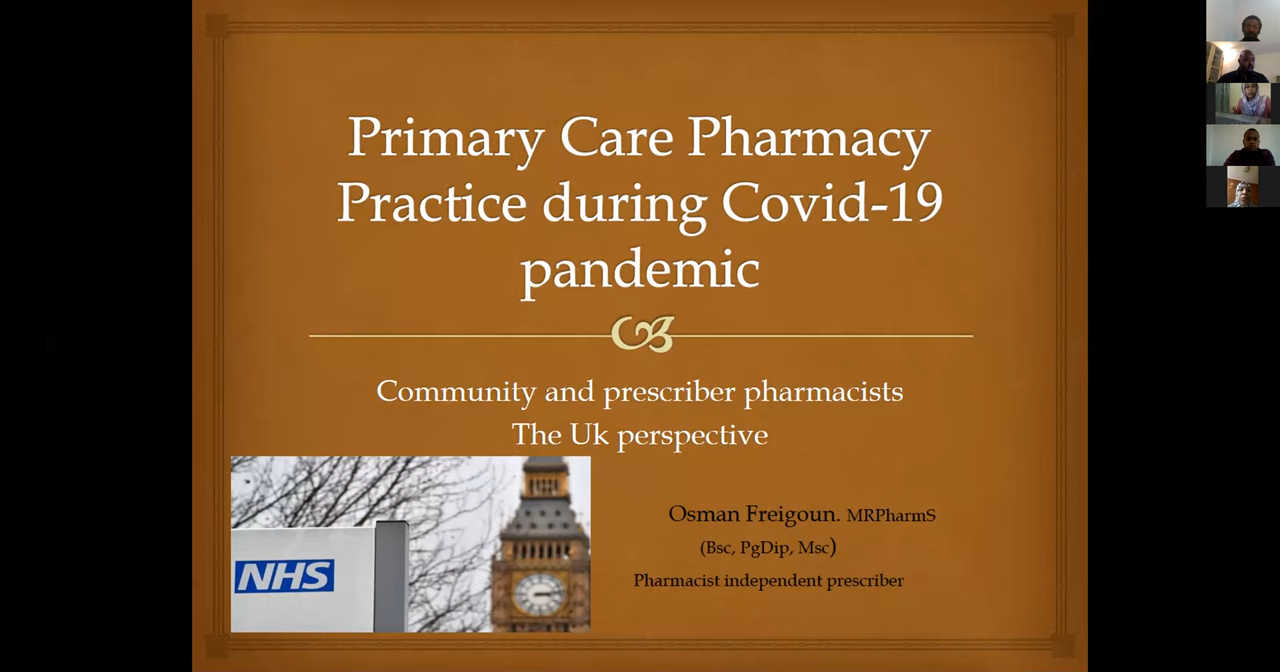 Primary Care Pharmacy
Practice during Covid-19
pandemic
Community and prescriber pharmacists
The Uk perspective
NHS
Osman Freigoun. MRPharmS
(Bsc, PgDip, Msc)
Pharmacist independent prescriber